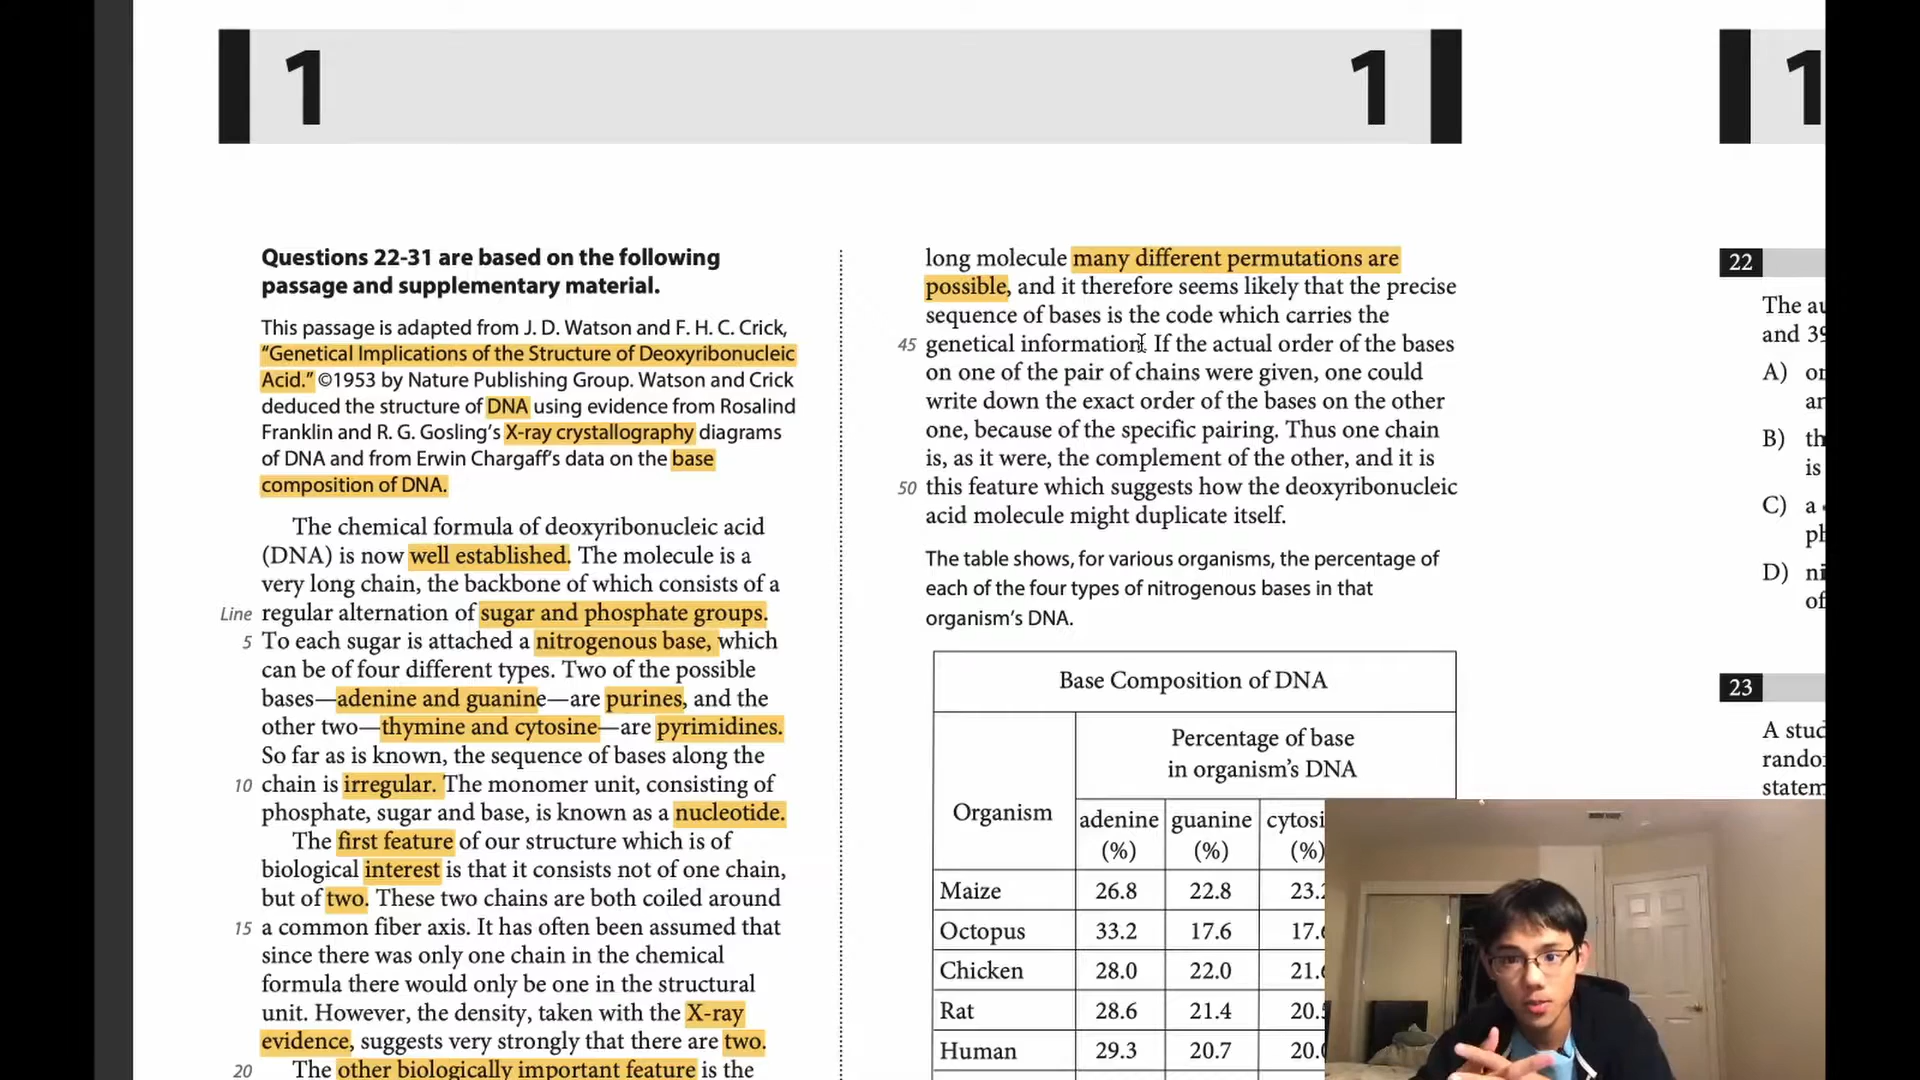 1
1
1
Questions 22-31 are based on the following
passage and supplementary material.
This passage is adapted from J. D. Watson and F. H. C. Crick,
“Genetical Implications of the Structure of Deoxyribonucleic
Acid.” ©1953 by Nature Publishing Group. Watson and Crick
deduced the structure of DNA using evidence from Rosalind
Franklin and R. G. Gosling’s X-ray crystallography diagrams
of DNA and from Erwin Chargaff’s data on the base
composition of DNA.
The chemical formula of deoxyribonucleic acid
(DNA) is now well established. The molecule is a
very long chain, the backbone of which consists of a
Line regular alternation of sugar and phosphate groups.
5 To each sugar is attached a nitrogenous base, which
can be of four different types. Two of the possible
bases—adenine and guanine—are purines, and the
other two—thymine and cytosine—are pyrimidines.
So far as is known, the sequence of bases along the
10 chain is irregular. The monomer unit, consisting of
phosphate, sugar and base, is known as a nucleotide.
The first feature of our structure which is of
biological interest is that it consists not of one chain,
but of two. These two chains are both coiled around
15 a common fiber axis. It has often been assumed that
since there was only one chain in the chemical
formula there would only be one in the structural
unit. However, the density, taken with the X-ray
evidence, suggests very strongly that there are two.
20 The other biologically important feature is the
long molecule many different permutations are
possible, and it therefore seems likely that the precise
sequence of bases is the code which carries the
45 genetical information. If the actual order of the bases
on one of the pair of chains were given, one could
write down the exact order of the bases on the other
one, because of the specific pairing. Thus one chain
is, as it were, the complement of the other, and it is
50 this feature which suggests how the deoxyribonucleic
acid molecule might duplicate itself.
The table shows, for various organisms, the percentage of
each of the four types of nitrogenous bases in that
organism’s DNA.
Base Composition of DNA
Percentage of base
in organism’s DNA
Organism
adenine guanine cytosi
(%) (%) (%)
Maize 26.8 22.8 23.
Octopus 33.2 17.6 17.
Chicken 28.0 22.0 21.
Rat 28.6 21.4 20.
Human 29.3 20.7 20.
22
The au
and 39
A) or
ar
B) th
is
C) a
ph
D) ni
of
23
A stud
rando
statem